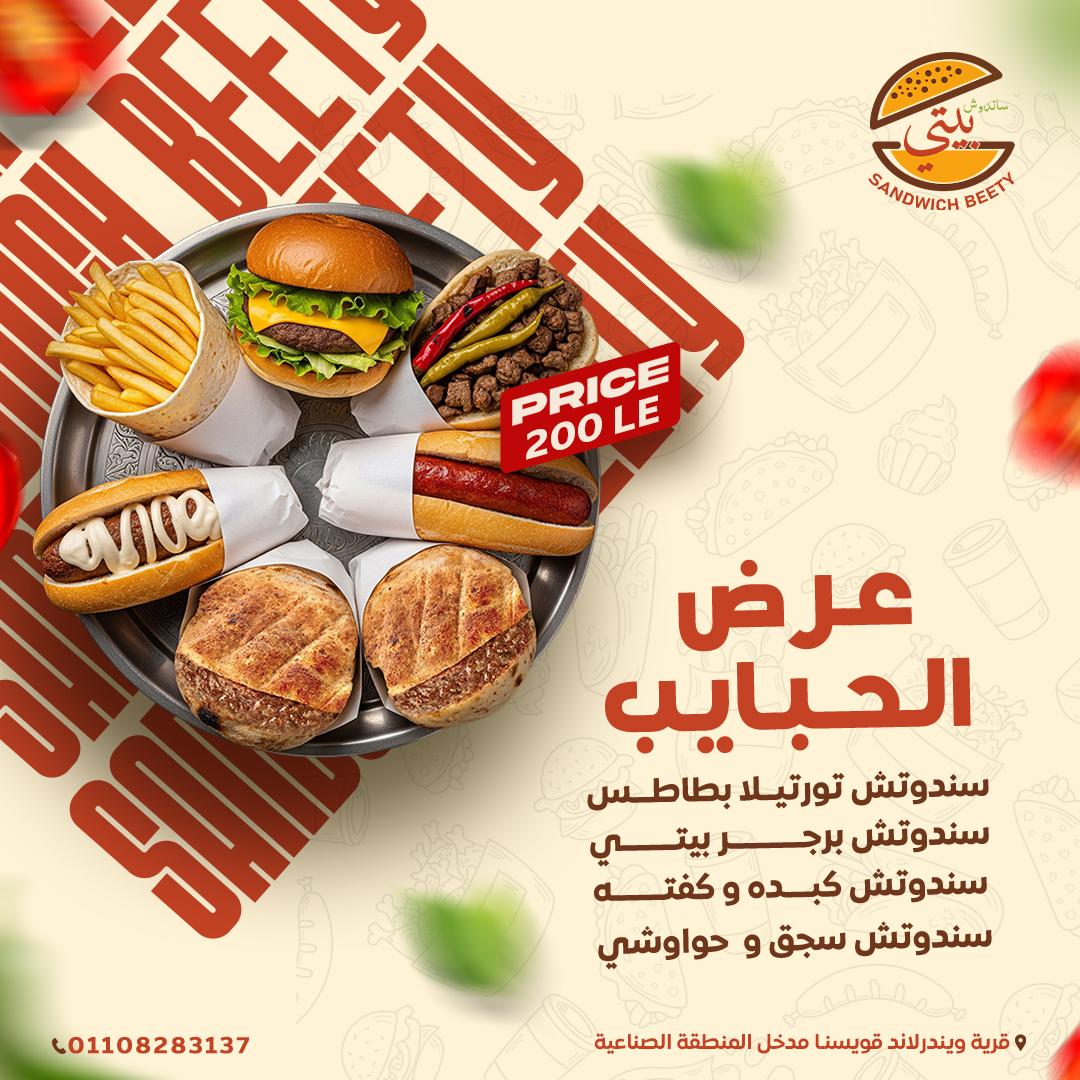 ساندوش
بيتي
SANDWICH BEETY
PRICE
200 LE
عرض
الحبايب
سندوتش تورتيلا بطاطس
سندوتش برجر بيتي
سندوتش كبده و كفته
سندوتش سجق و حواوشي
01108283137
قرية ويندرلاند قويسنا مدخل المنطقة الصناعية